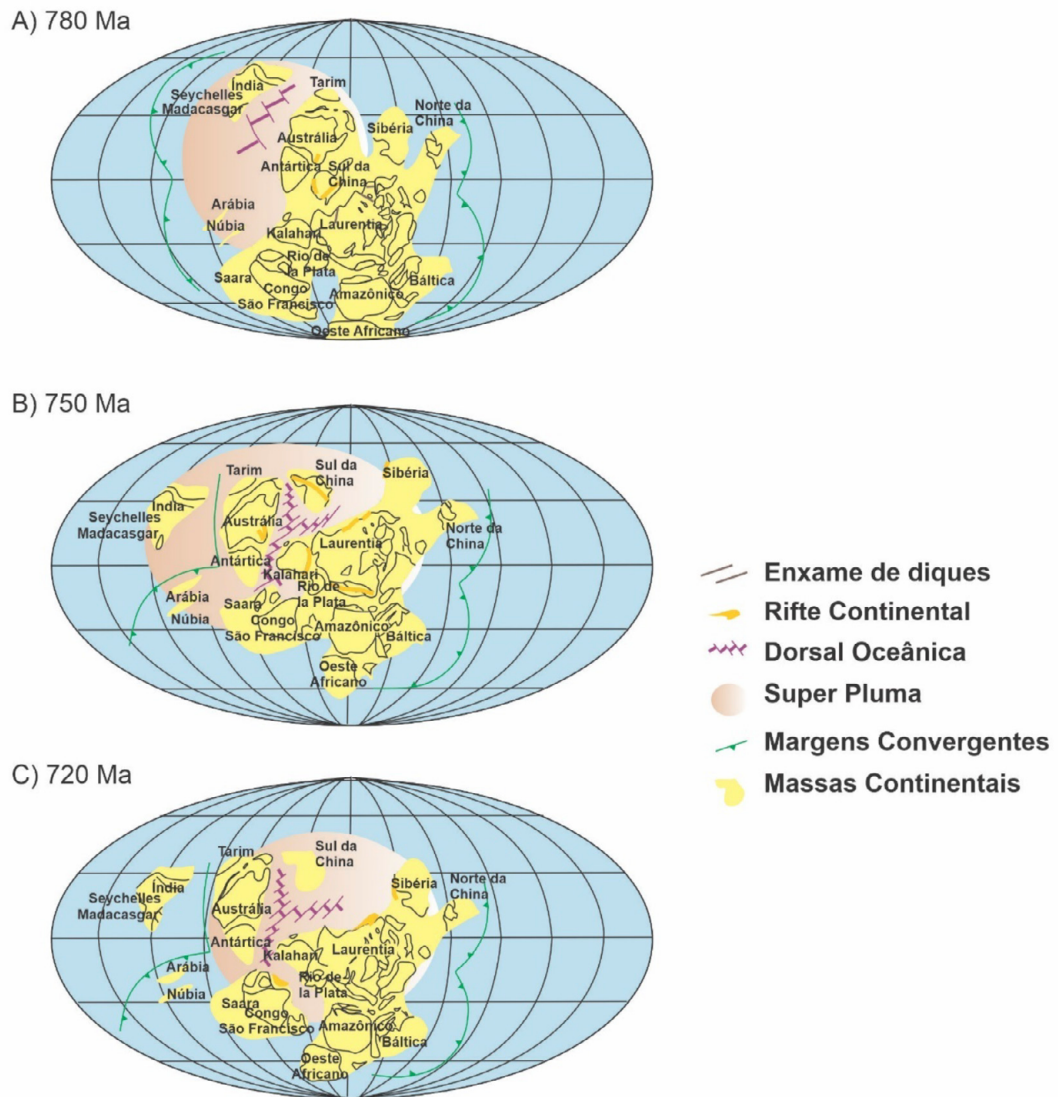 A) 780 Ma
Índia
Tarim
Seychelles
Madacasgar
Norte da
China
Sibéria
Austrália
Antártica
Sul da
China
Arábia
Núbia
Laurentia
Kalahari
Rio de
la Plata
Saara
Báltica
Congo
Amazônico
São Francisco
Oeste Africano
B) 750 Ma
Tarim
Sul da
China
Sibéria
Índia
Seychelles
Madacasgar
Austrália
Norte da
China
Laurentia
Antártica
Kalahari
Arábia
Rio de
la Plata
Núbia
Saara
Congo
São Francisco
Amazônico
Báltica
Oeste
Africano
Enxame de diques
Rifte Continental
Dorsal Oceânica
Super Pluma
Margens Convergentes
Massas Continentais
C) 720 Ma
Tarim
Sul da
China
Índia
Sibéria
Norte da
China
Seychelles
Madacasgar
Austrália
Antártica
Laurentia
Kalahari
Arábia
Rio de
la Plata
Núbia
Saara
Congo
São Francisco
Amazônico
Báltica
Oeste
Africano